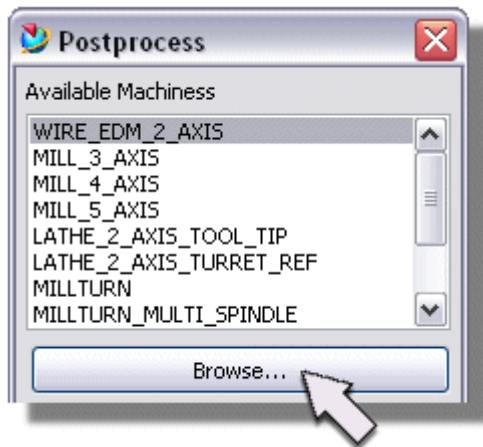 Postprocess
Available Machiness
WIRE_EDM_2_AXIS
MILL_3_AXIS
MILL_4_AXIS
MILL_5_AXIS
LATHE_2_AXIS_TOOL_TIP
LATHE_2_AXIS_TURRET_REF
MILLTURN
MILLTURN_MULTI_SPINDLE
Browse...